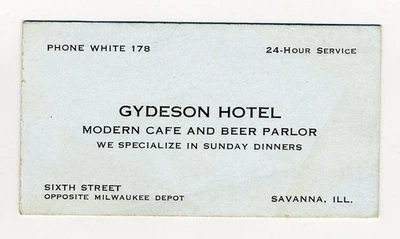 PHONE WHITE 178
24-HOUR SERVICE
GYDESON HOTEL
MODERN CAFE AND BEER PARLOR
WE SPECIALIZE IN SUNDAY DINNERS
SIXTH STREET
OPPOSITE MILWAUKEE DEPOT
SAVANNA, ILL.